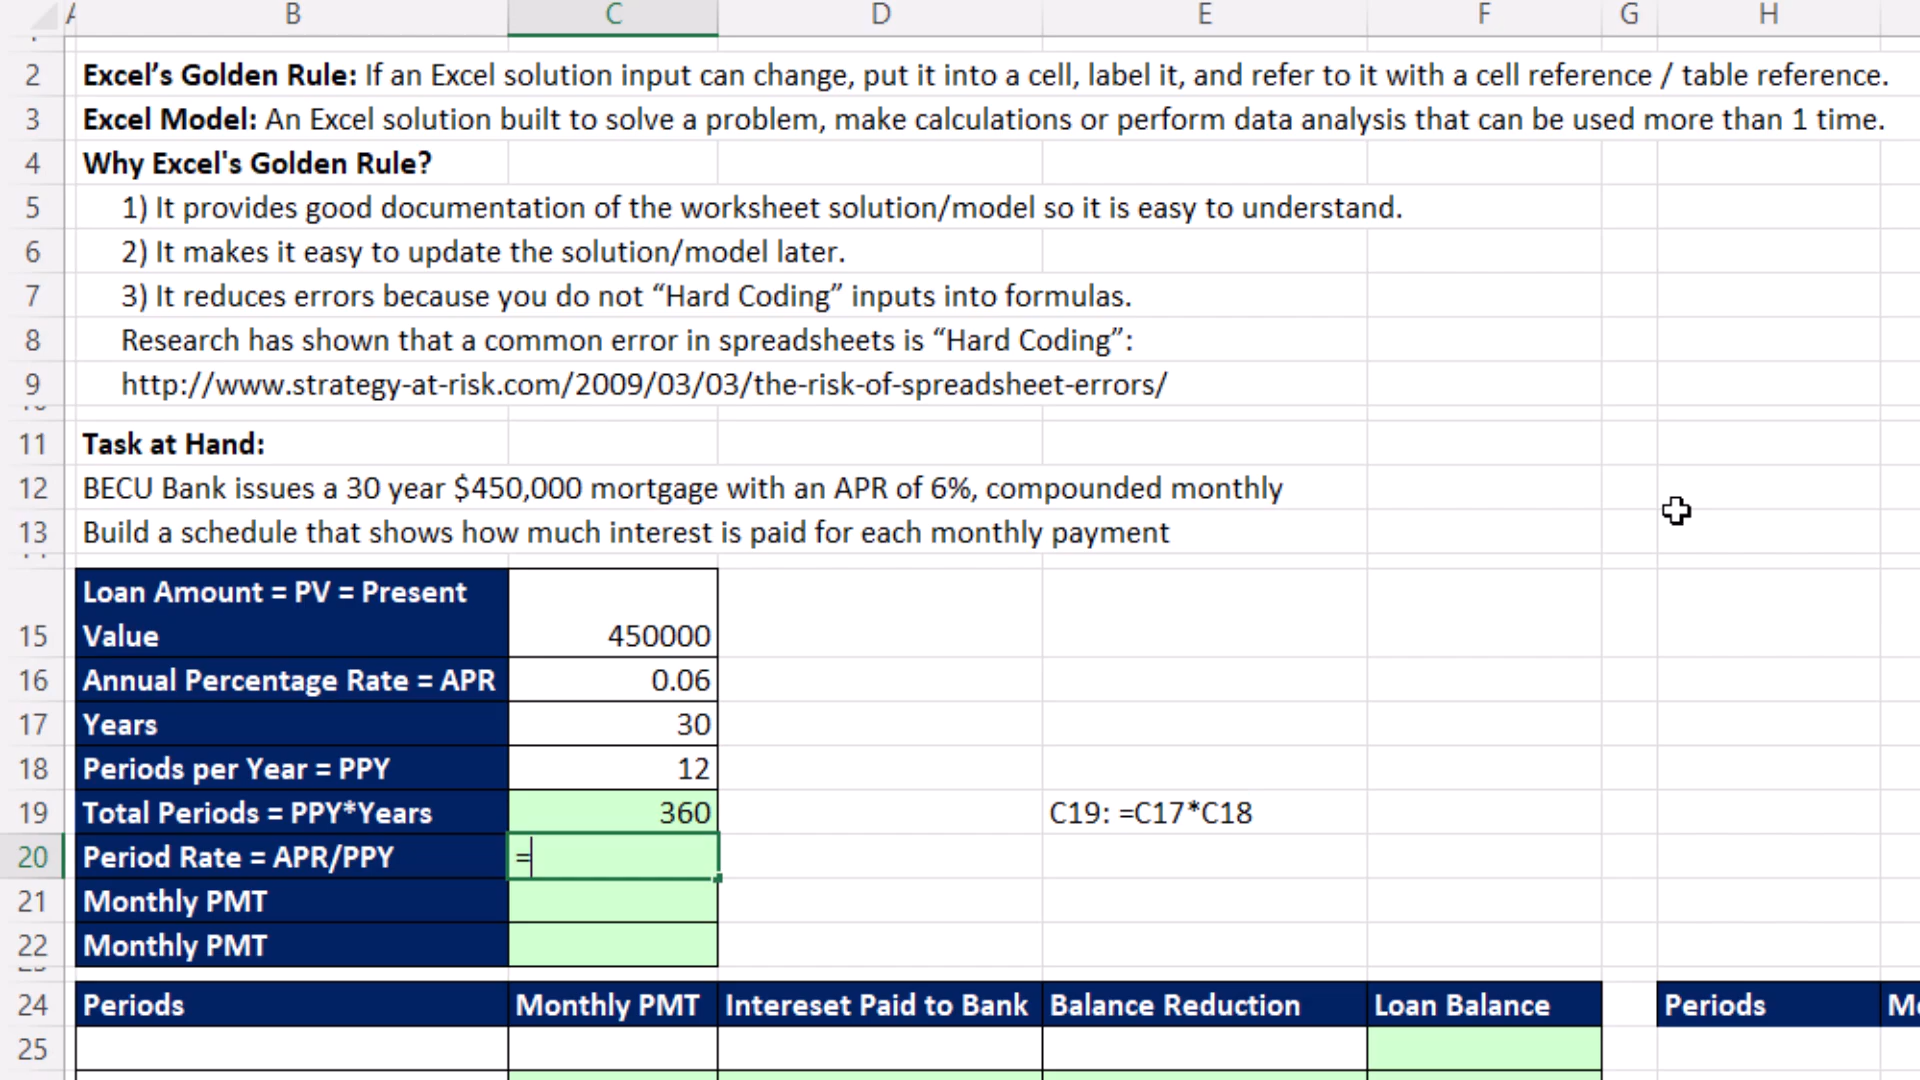 A B C D E F G H
2 Excel’s Golden Rule: If an Excel solution input can change, put it into a cell, label it, and refer to it with a cell reference / table reference.
3 Excel Model: An Excel solution built to solve a problem, make calculations or perform data analysis that can be used more than 1 time.
4 Why Excel's Golden Rule?
5 1) It provides good documentation of the worksheet solution/model so it is easy to understand.
6 2) It makes it easy to update the solution/model later.
7 3) It reduces errors because you do not “Hard Coding” inputs into formulas.
8 Research has shown that a common error in spreadsheets is “Hard Coding”:
9 http://www.strategy-at-risk.com/2009/03/03/the-risk-of-spreadsheet-errors/
11 Task at Hand:
12 BECU Bank issues a 30 year $450,000 mortgage with an APR of 6%, compounded monthly
13 Build a schedule that shows how much interest is paid for each monthly payment
Loan Amount = PV = Present
15 Value 450000
16 Annual Percentage Rate = APR 0.06
17 Years 30
18 Periods per Year = PPY 12
19 Total Periods = PPY*Years 360 C19: =C17*C18
20 Period Rate = APR/PPY =
21 Monthly PMT
22 Monthly PMT
24 Periods Monthly PMT Intereset Paid to Bank Balance Reduction Loan Balance Periods
25